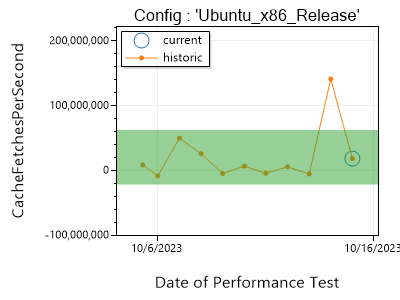 Config : 'Ubuntu_x86_Release'
current
historic
CacheFetchesPerSecond
200,000,000
100,000,000
0
-100,000,000
10/6/2023
10/16/2023
Date of Performance Test